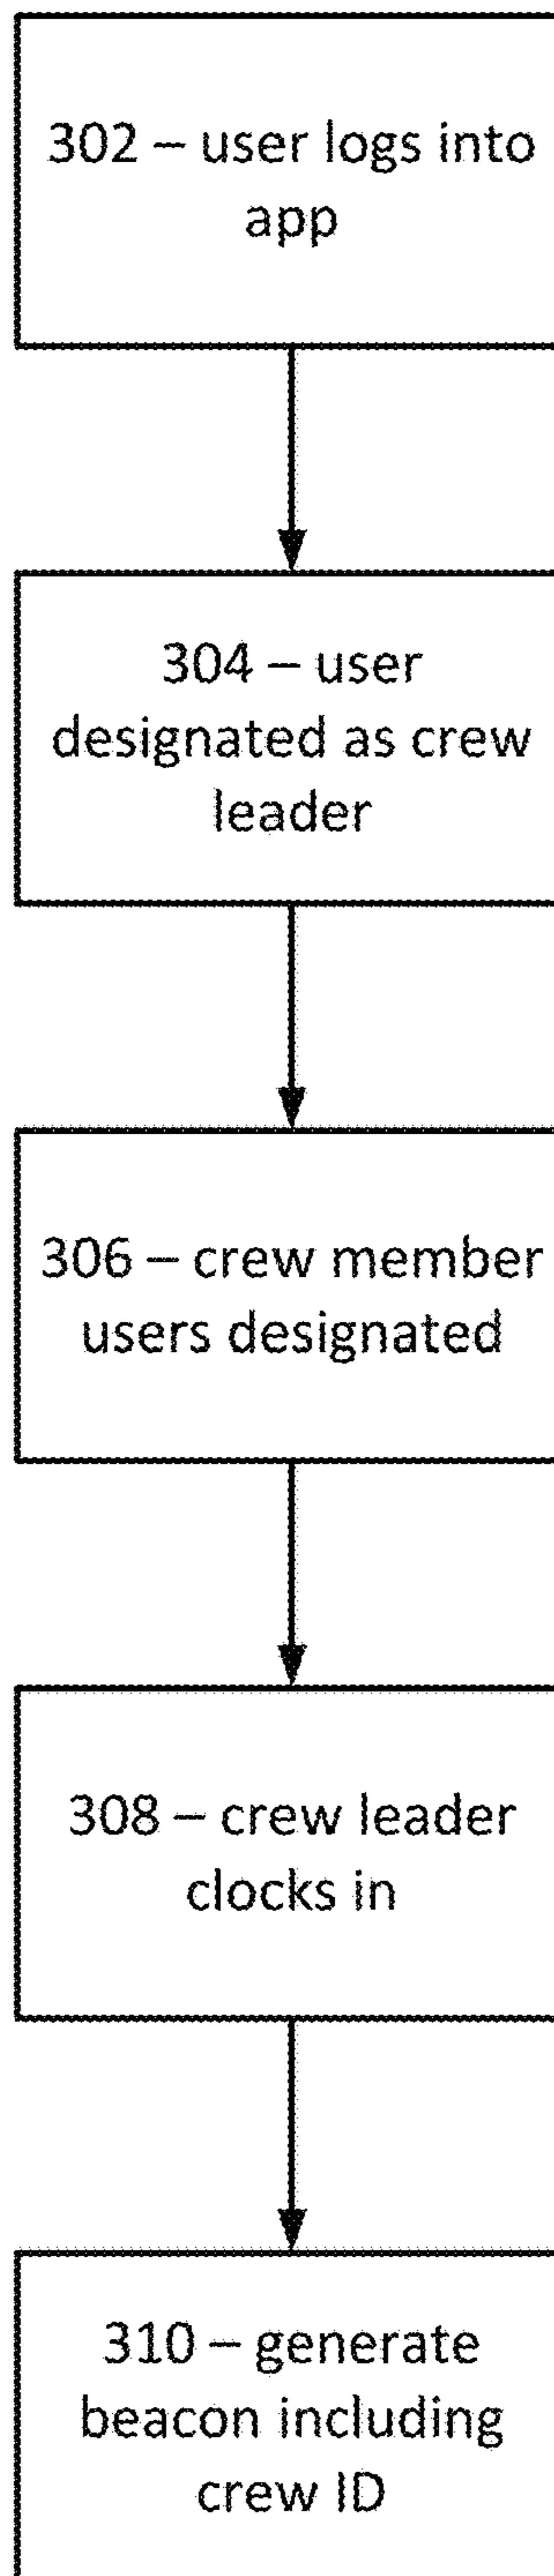 302 – user logs into
app
304 – user
designated as crew
leader
306 – crew member
users designated
308 – crew leader
clocks in
310 – generate
beacon including
crew ID